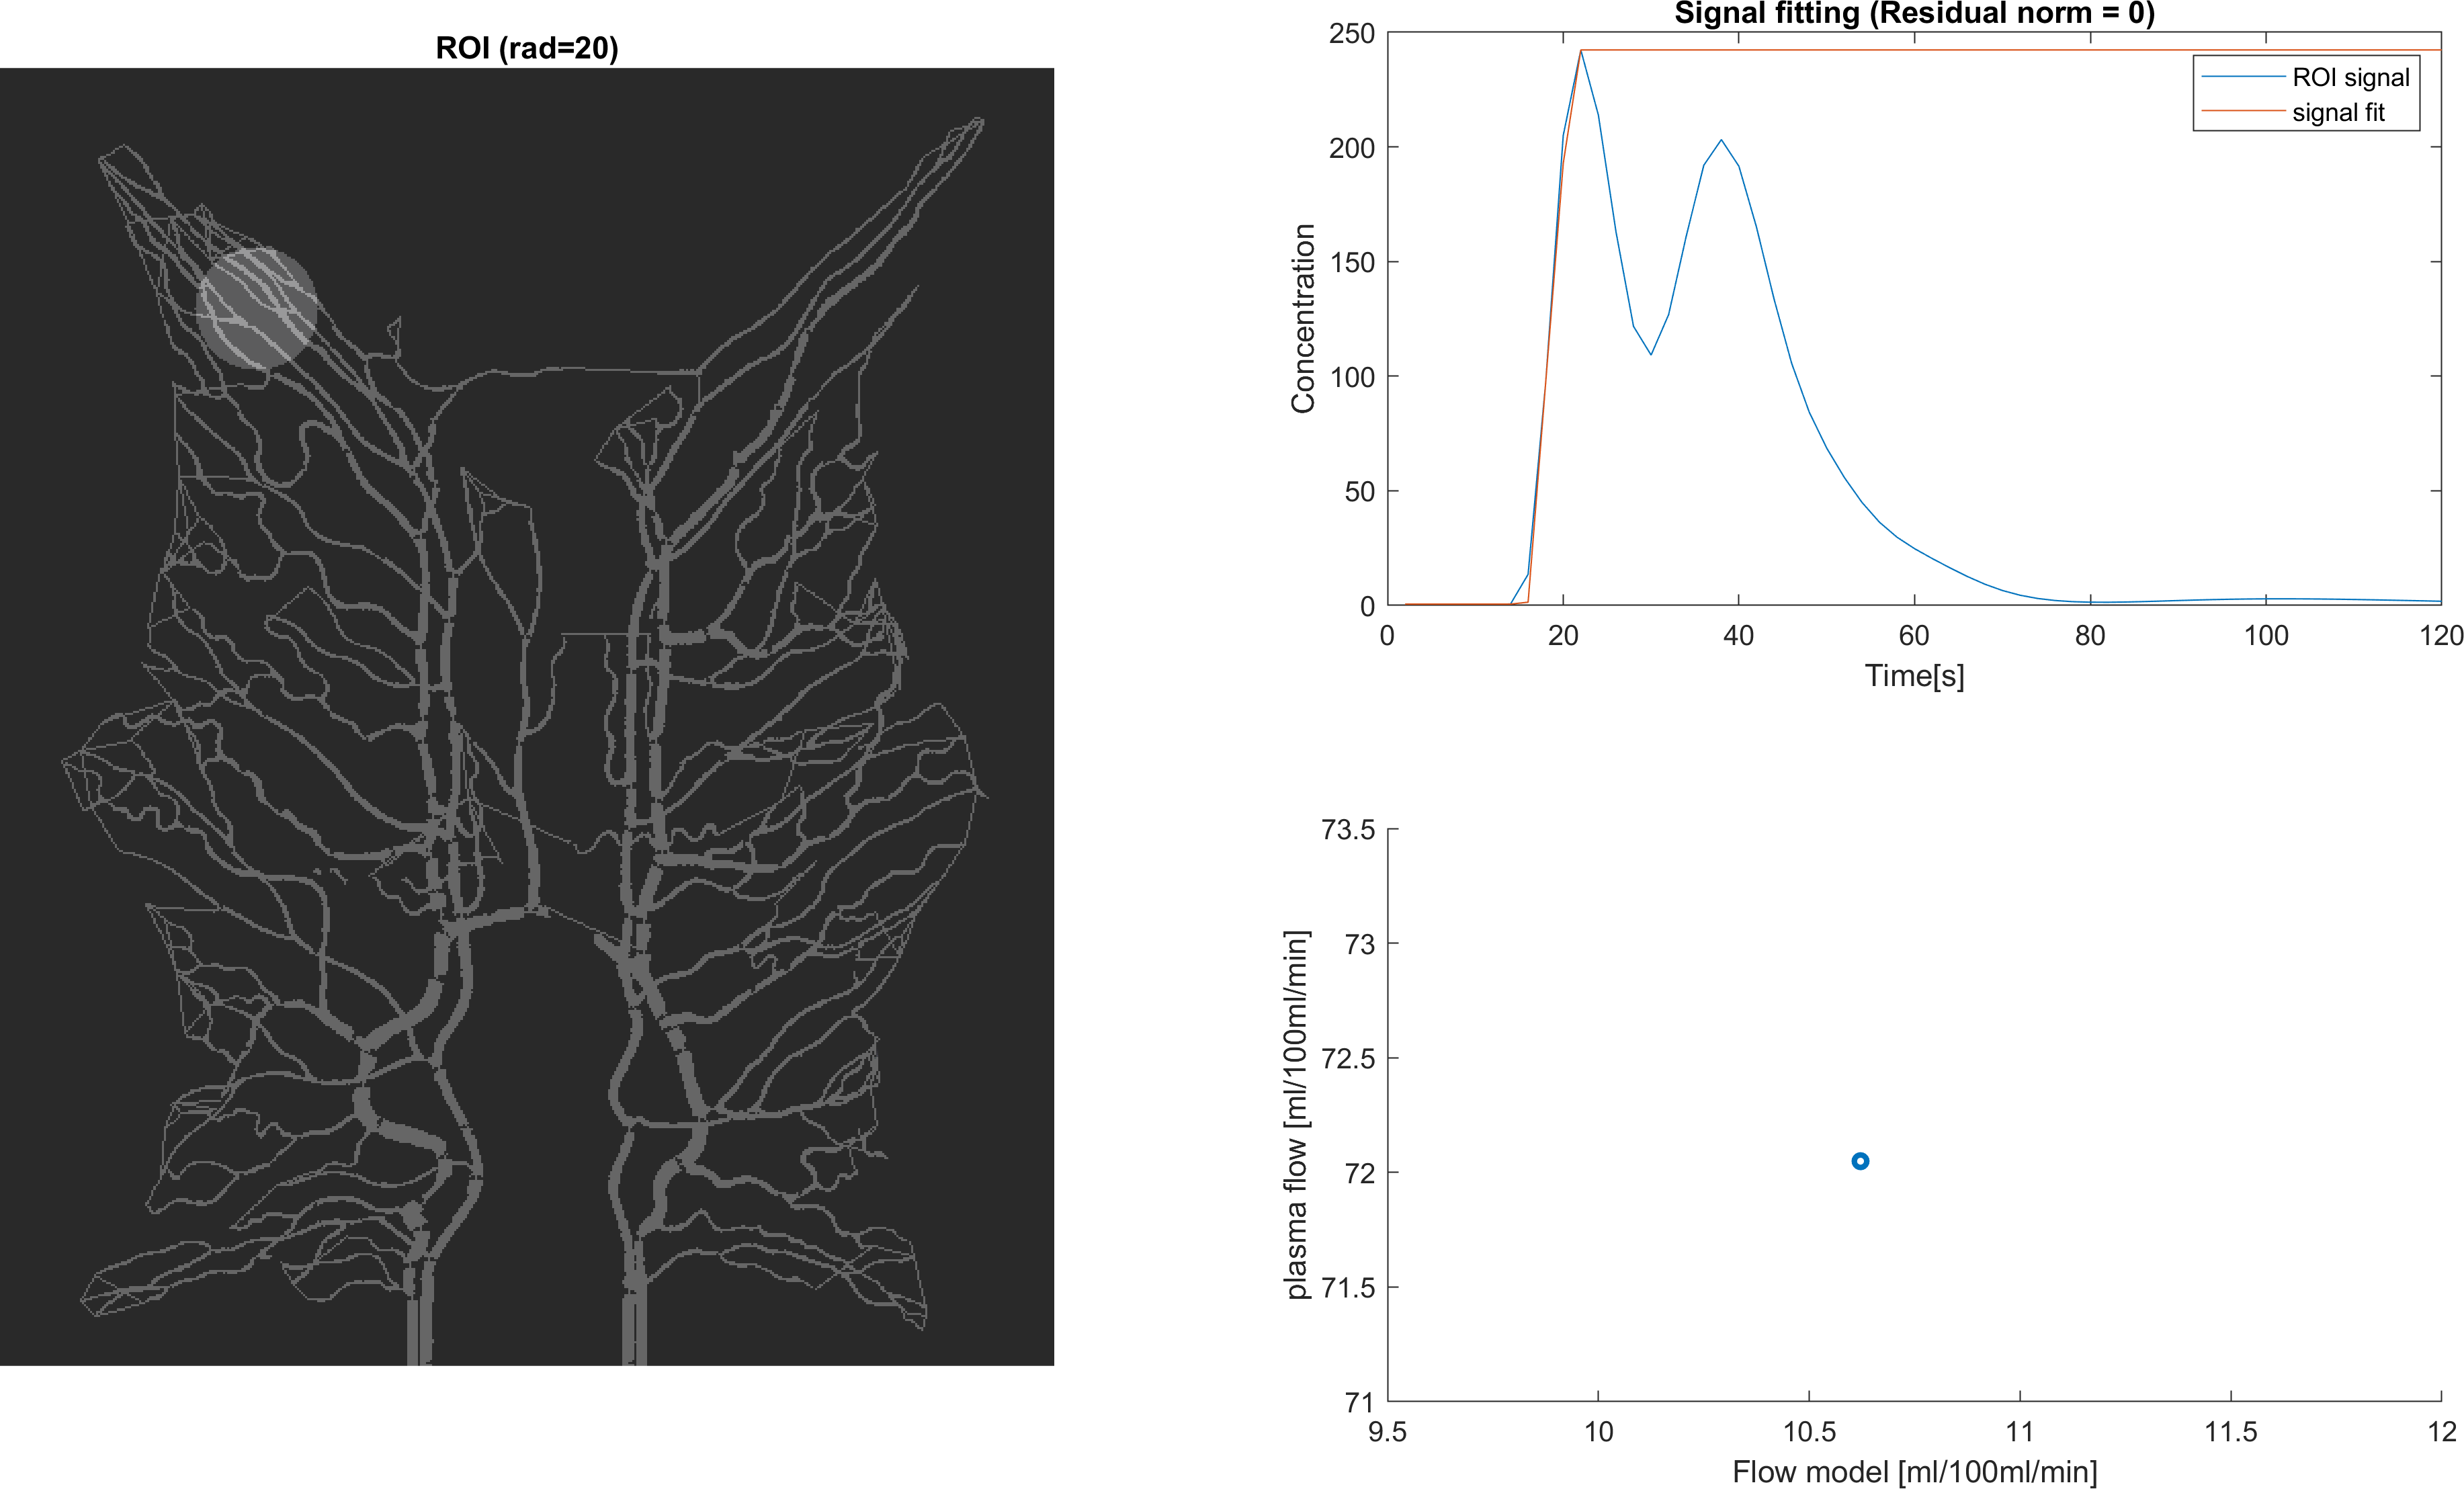 ROI (rad=20)
Signal fitting (Residual norm = 0)
250
200
150
100
50
0
Concentration
ROI signal
signal fit
0 20 40 60 80 100 120
Time[s]
73.5
73
72.5
72
71.5
71
plasma flow [ml/100ml/min]
9.5 10 10.5 11 11.5 12
Flow model [ml/100ml/min]